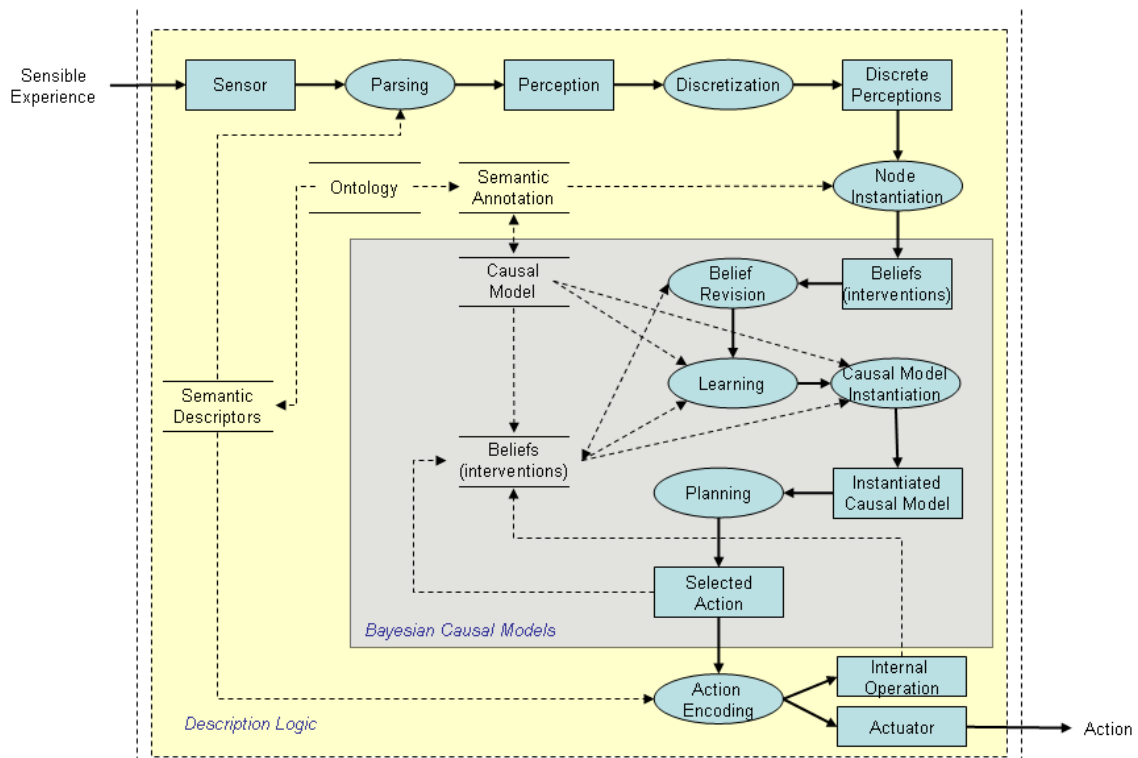 Sensible
Experience
Sensor
Parsing
Perception
Discretization
Discrete
Perceptions
Ontology
Semantic
Annotation
Node
Instantiation
Causal
Model
Belief
Revision
Beliefs
(interventions)
Semantic
Descriptors
Learning
Causal Model
Instantiation
Beliefs
(interventions)
Planning
Instantiated
Causal Model
Selected
Action
Bayesian Causal Models
Action
Encoding
Internal
Operation
Description Logic
Actuator
Action